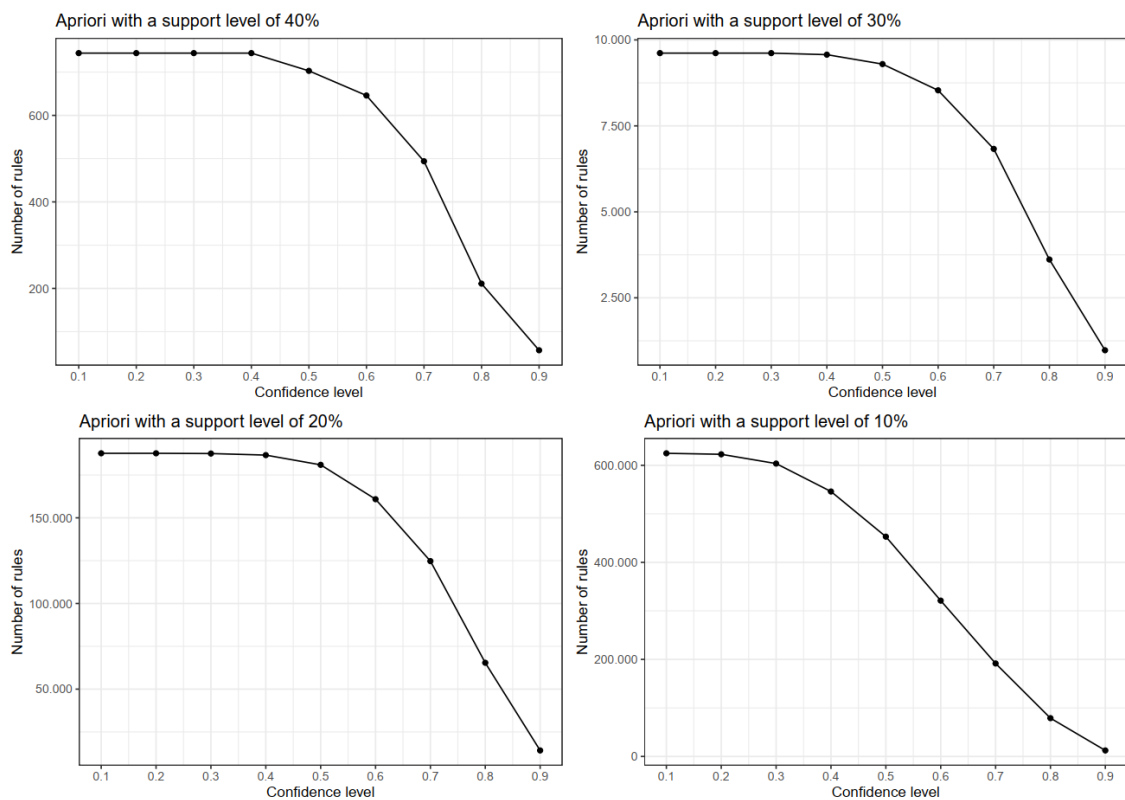 Apriori with a support level of 40%
Number of rules
600
400
200
0.1 0.2 0.3 0.4 0.5 0.6 0.7 0.8 0.9
Confidence level
Apriori with a support level of 30%
Number of rules
10.000
7.500
5.000
2.500
0.1 0.2 0.3 0.4 0.5 0.6 0.7 0.8 0.9
Confidence level
Apriori with a support level of 20%
Number of rules
150.000
100.000
50.000
0.1 0.2 0.3 0.4 0.5 0.6 0.7 0.8 0.9
Confidence level
Apriori with a support level of 10%
Number of rules
600.000
400.000
200.000
0
0.1 0.2 0.3 0.4 0.5 0.6 0.7 0.8 0.9
Confidence level